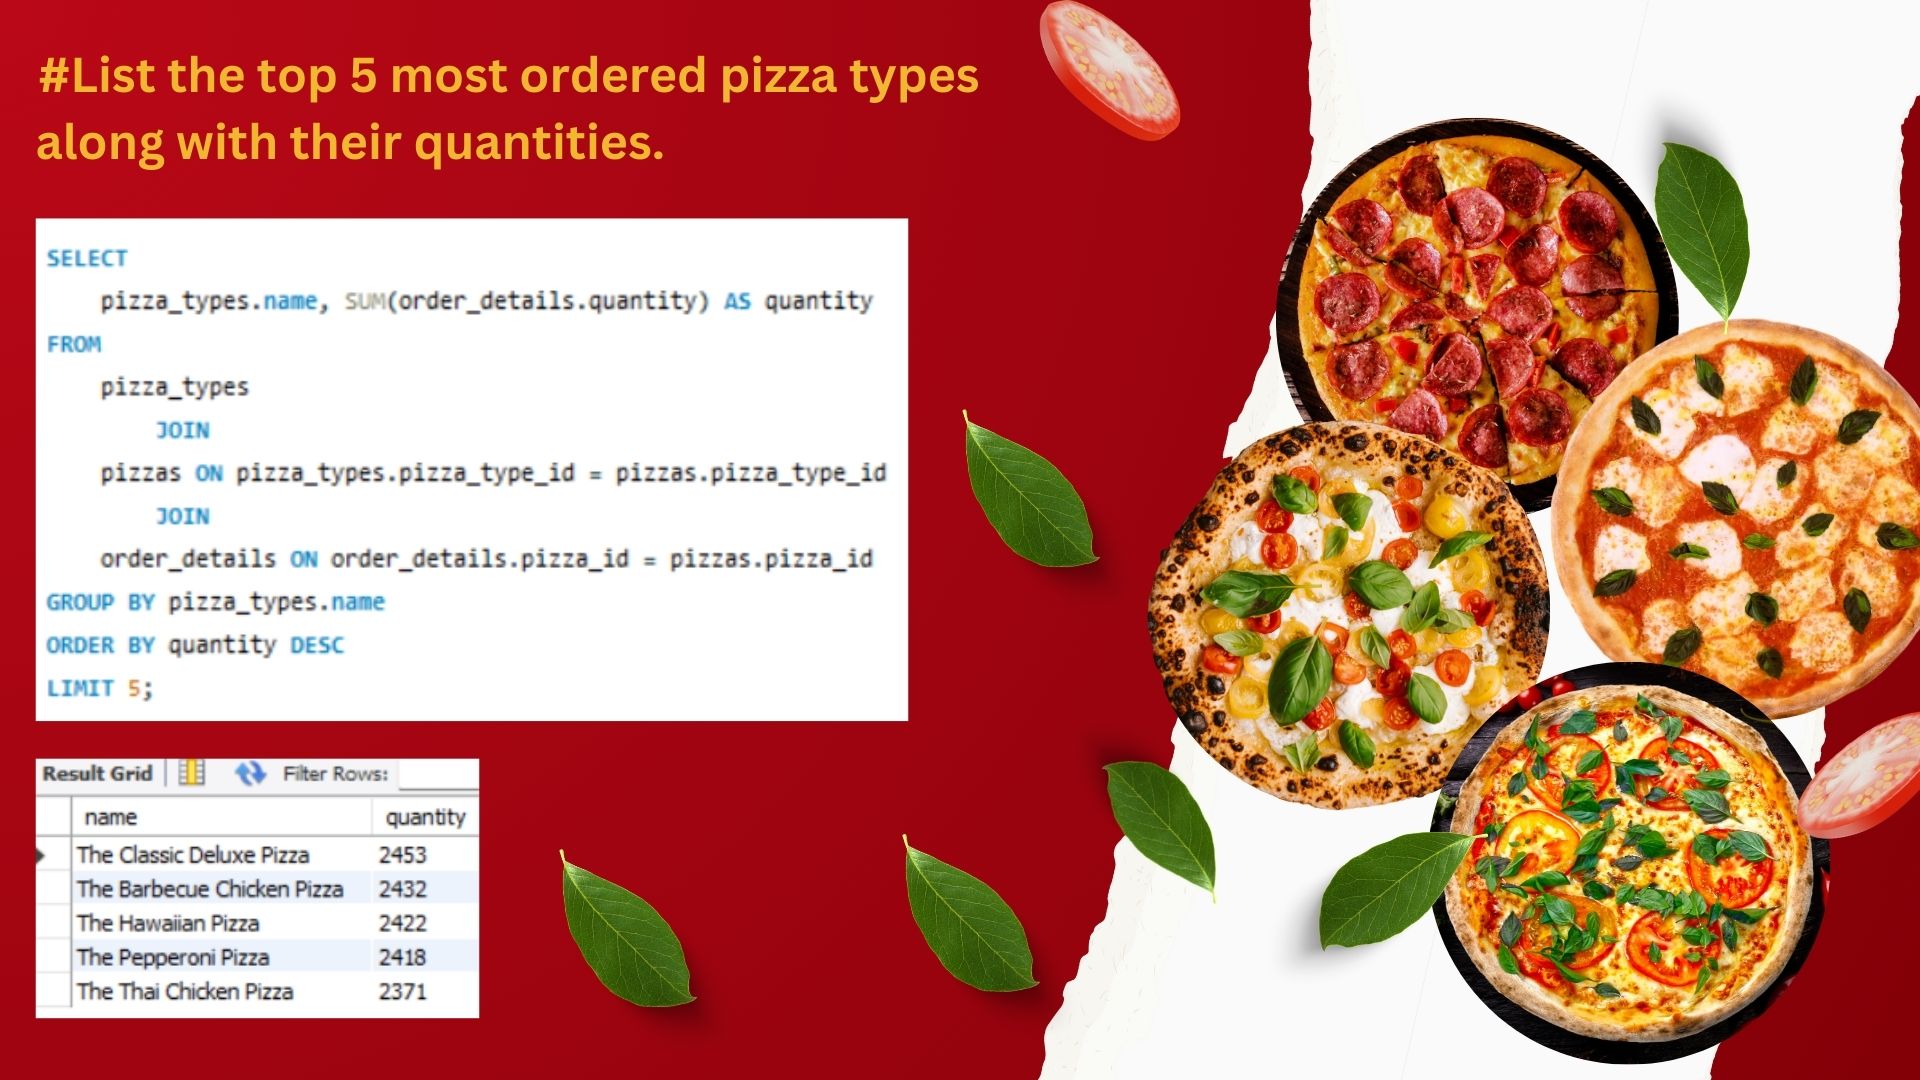 #List the top 5 most ordered pizza types
along with their quantities.
SELECT
pizza_types.name, SUM(order_details.quantity) AS quantity
FROM
pizza_types
JOIN
pizzas ON pizza_types.pizza_type_id = pizzas.pizza_type_id
JOIN
order_details ON order_details.pizza_id = pizzas.pizza_id
GROUP BY pizza_types.name
ORDER BY quantity DESC
LIMIT 5;
Result Grid Filter Rows:
name quantity
The Classic Deluxe Pizza 2453
The Barbecue Chicken Pizza 2432
The Hawaiian Pizza 2422
The Pepperoni Pizza 2418
The Thai Chicken Pizza 2371